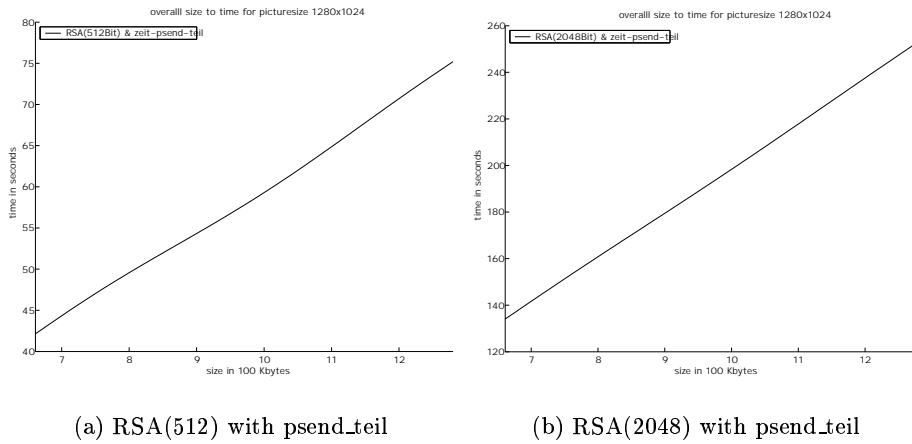 overalll size to time for picturesize 1280x1024
80
RSA(512Bit) & zeit-psend-teil
75
70
65
60
55
50
45
40
time in seconds
7 8 9 10 11 12
size in 100 Kbytes
(a) RSA(512) with psend_teil
overalll size to time for picturesize 1280x1024
260
RSA(2048Bit) & zeit-psend-teil
240
220
200
180
160
140
120
time in seconds
7 8 9 10 11 12
size in 100 Kbytes
(b) RSA(2048) with psend_teil